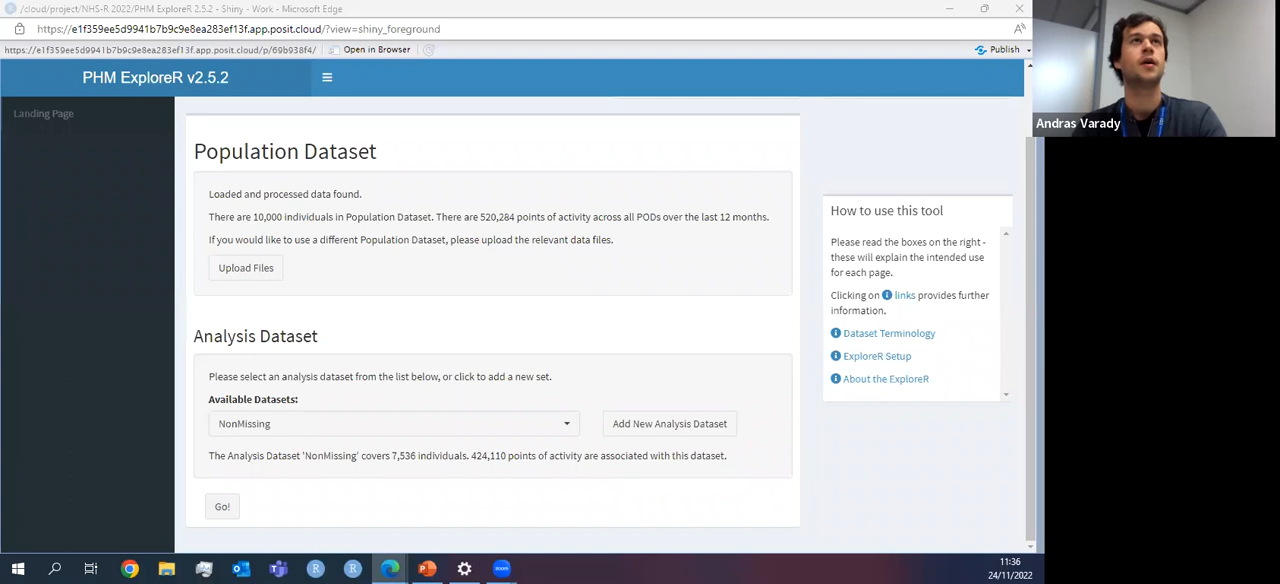 /cloud/project/NHS-R 2022/PHM ExploreR 2.5.2 - Shiny - Work - Microsoft Edge
https://e1f359ee5d9941b7b9c9e8ea283ef13f.app.posit.cloud/?view=shiny_foreground
https://e1f359ee5d9941b7b9c9e8ea283ef13f.app.posit.cloud/p/69b938f4/
Open in Browser
Publish
PHM ExploreR v2.5.2
Landing Page
Population Dataset
Loaded and processed data found.
There are 10,000 individuals in Population Dataset. There are 520,284 points of activity across all PODs over the last 12 months.
If you would like to use a different Population Dataset, please upload the relevant data files.
Upload Files
Analysis Dataset
Please select an analysis dataset from the list below, or click to add a new set.
Available Datasets:
NonMissing
Add New Analysis Dataset
The Analysis Dataset 'NonMissing' covers 7,536 individuals. 424,110 points of activity are associated with this dataset.
Go!
How to use this tool
Please read the boxes on the right -
these will explain the intended use
for each page.
Clicking on links provides further
information.
Dataset Terminology
ExploreR Setup
About the ExploreR
Andras Varady
11:36
24/11/2022